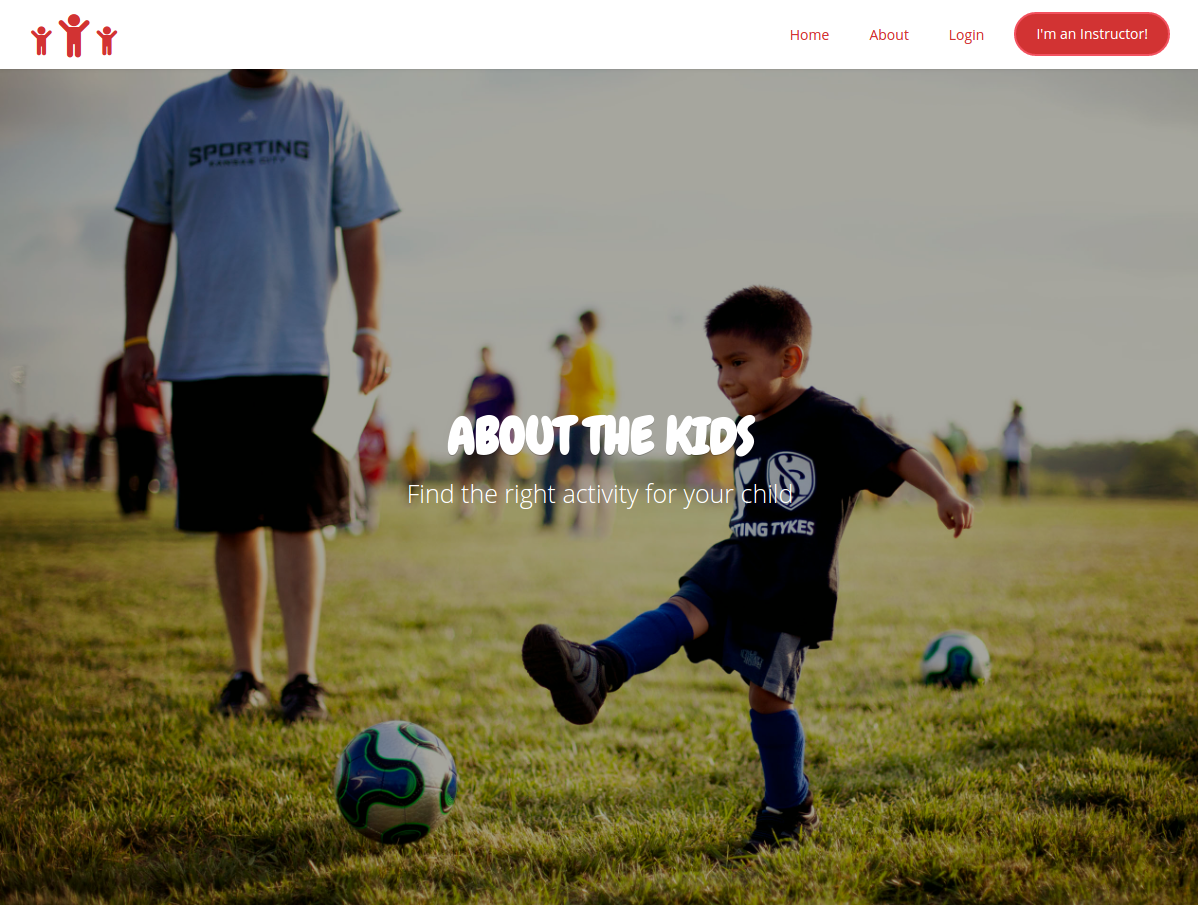 Home About Login I'm an Instructor!
SPORTING
KANSAS CITY
ABOUT THE KIDS
Find the right activity for your child
TING TYKES